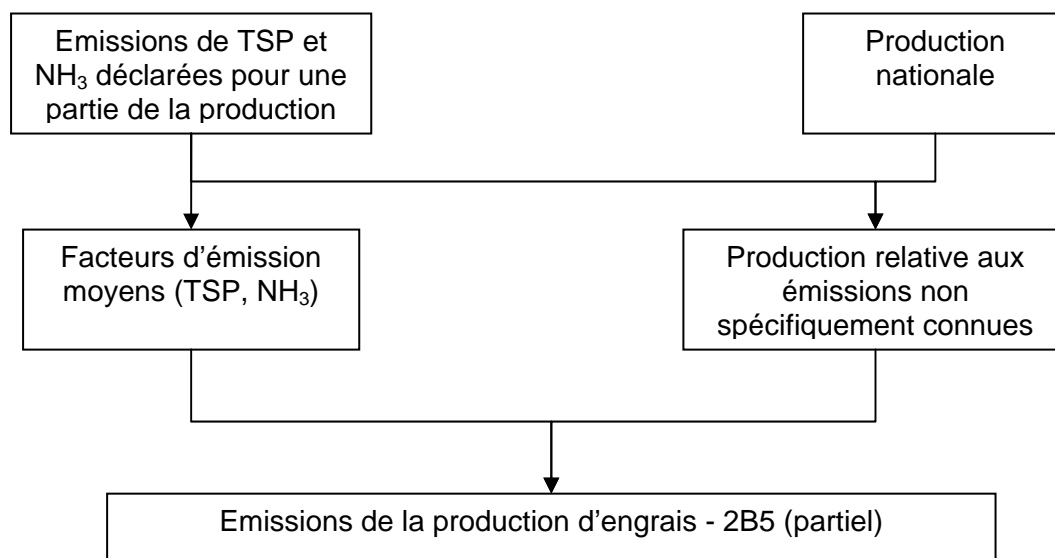 Emissions de TSP et
NH₃ déclarées pour une
partie de la production
Production
nationale
Facteurs d’émission
moyens (TSP, NH₃)
Production relative aux
émissions non
spécifiquement connues
Emissions de la production d’engrais - 2B5 (partiel)